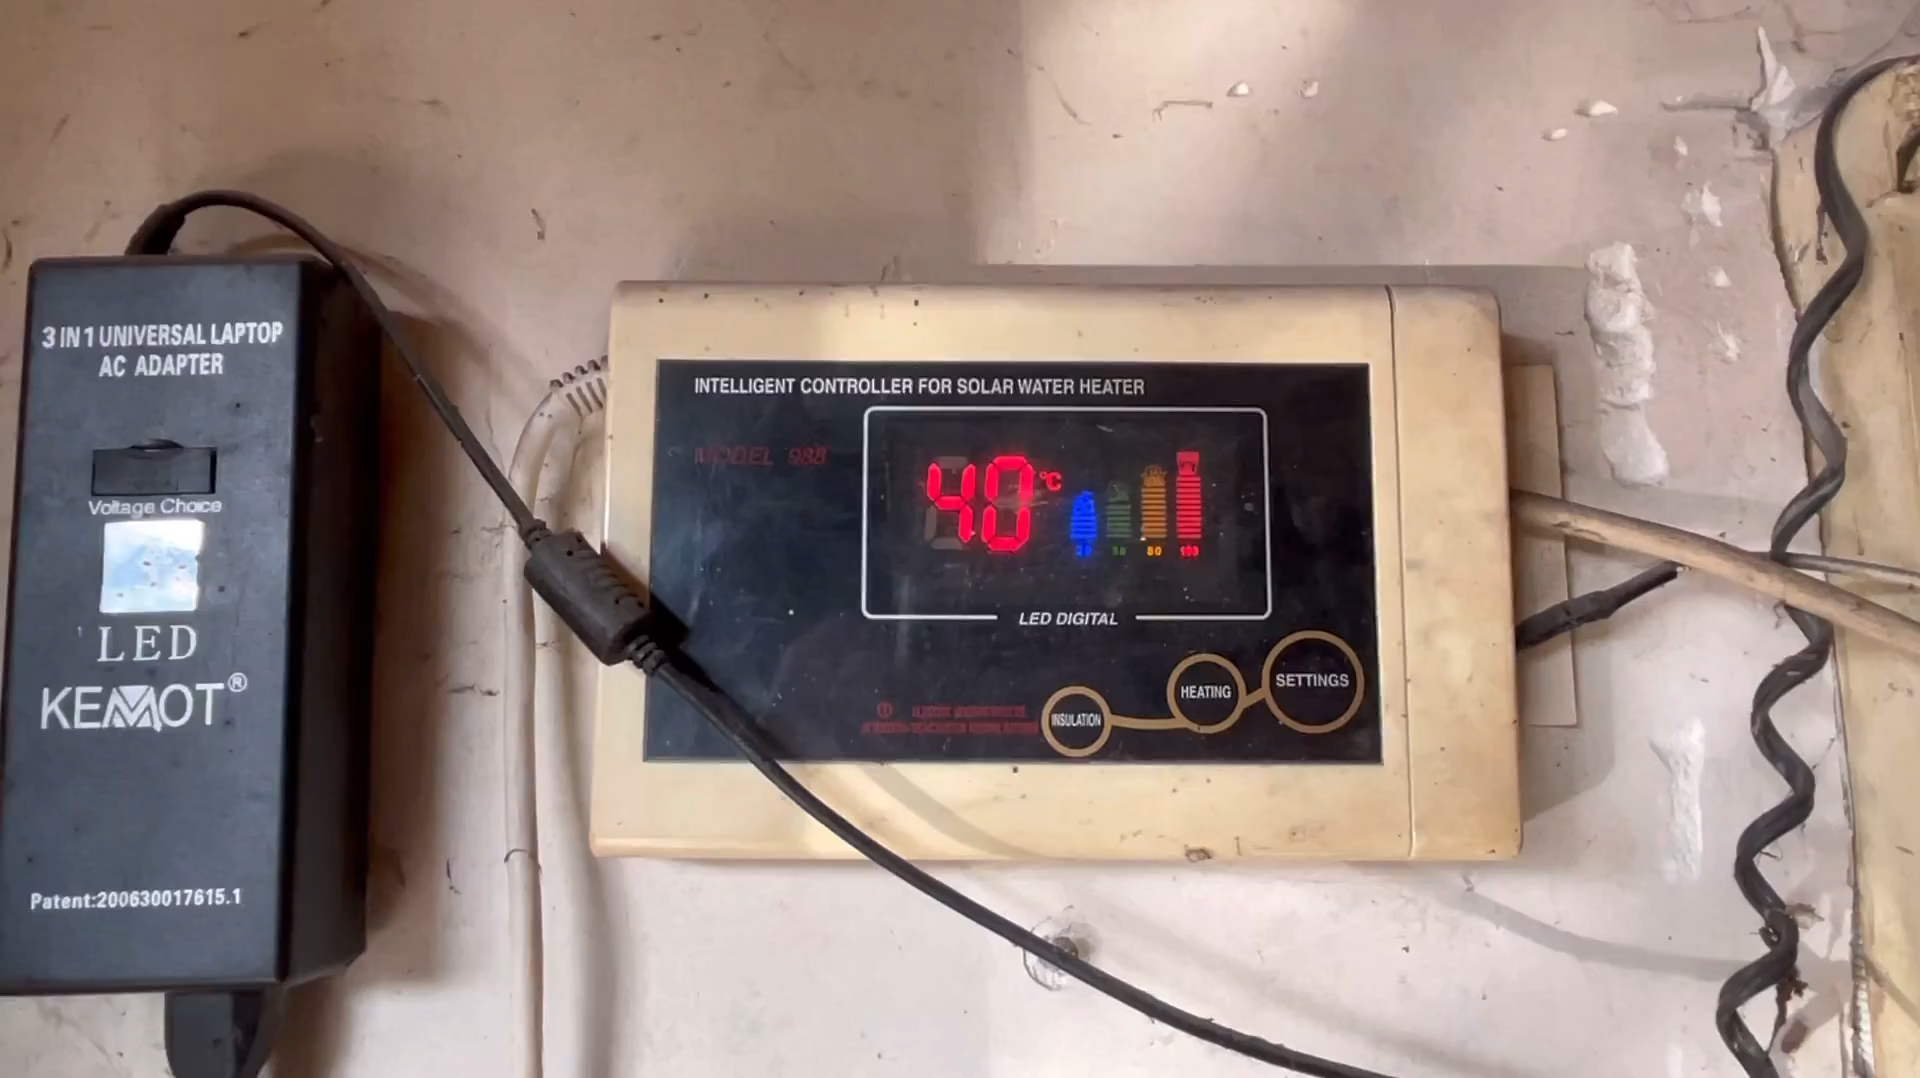 3 IN 1 UNIVERSAL LAPTOP
AC ADAPTER
Voltage Choice
LED
KEMOT®
Patent:200630017615.1
INTELLIGENT CONTROLLER FOR SOLAR WATER HEATER
MODEL 988
40 °C
80 100
LED DIGITAL
INSULATION
HEATING
SETTINGS